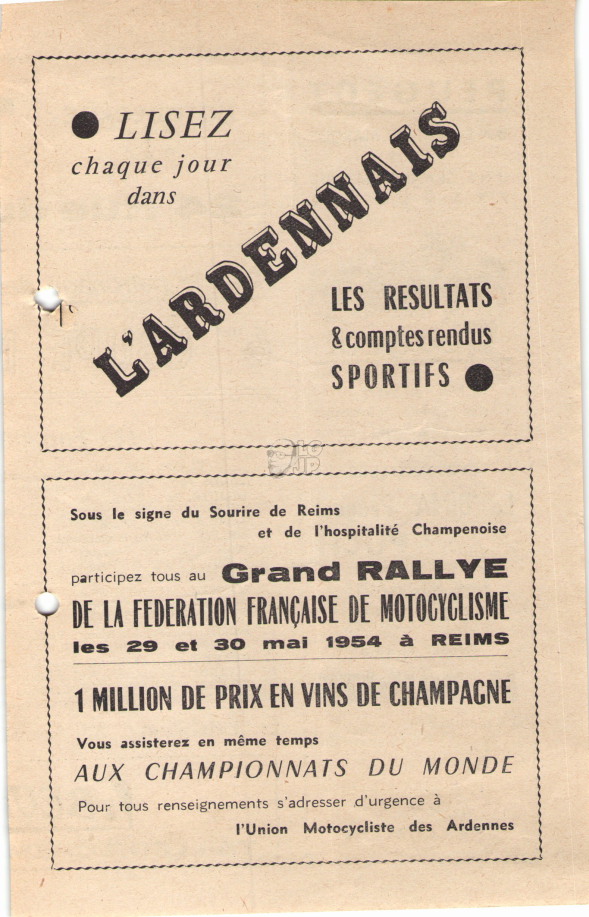 ● LISEZ
chaque jour
dans
L'ARDENNAIS
LES RESULTATS
& comptes rendus
SPORTIFS ●
Sous le signe du Sourire de Reims
et de l'hospitalité Champenoise
participez tous au Grand RALLYE
DE LA FEDERATION FRANÇAISE DE MOTOCYCLISME
les 29 et 30 mai 1954 à REIMS
1 MILLION DE PRIX EN VINS DE CHAMPAGNE
Vous assisterez en même temps
AUX CHAMPIONNATS DU MONDE
Pour tous renseignements s'adresser d'urgence à
l'Union Motocycliste des Ardennes